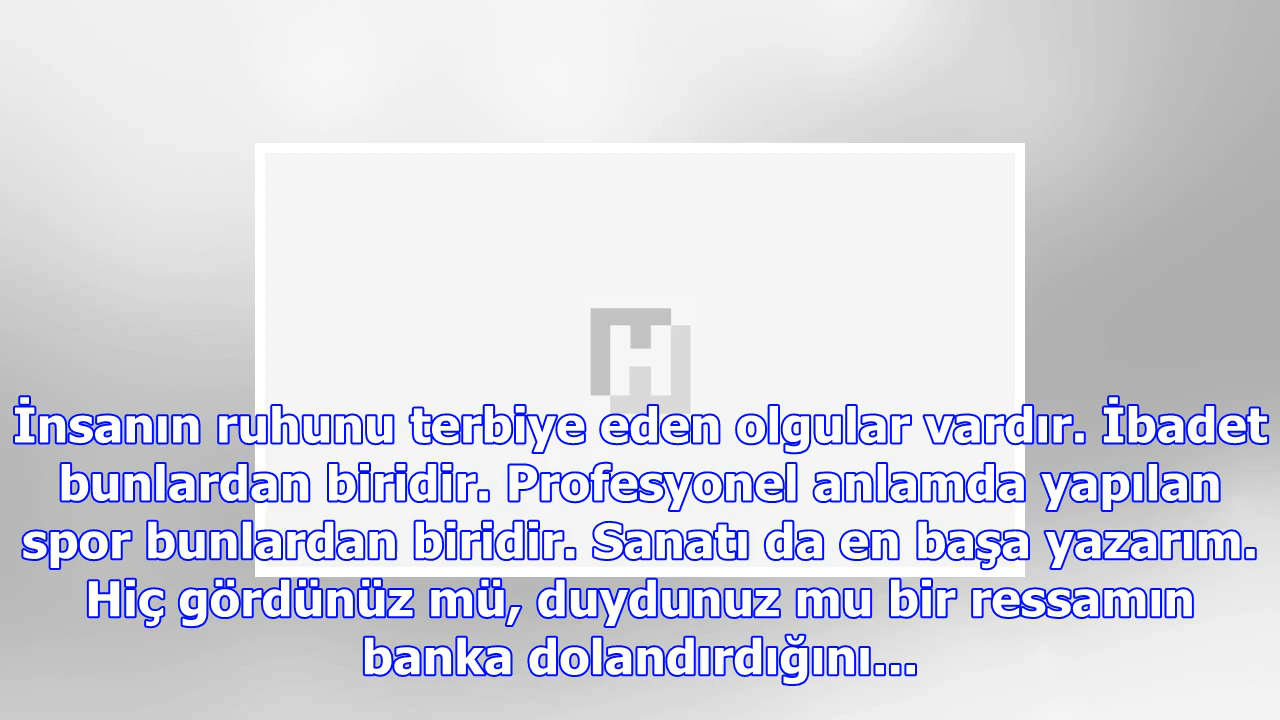 H
İnsanın ruhunu terbiye eden olgular vardır. İbadet
bunlardan biridir. Profesyonel anlamda yapılan
spor bunlardan biridir. Sanatı da en başa yazarım.
Hiç gördünüz mü, duydunuz mu bir ressamın
banka dolandırdığını...